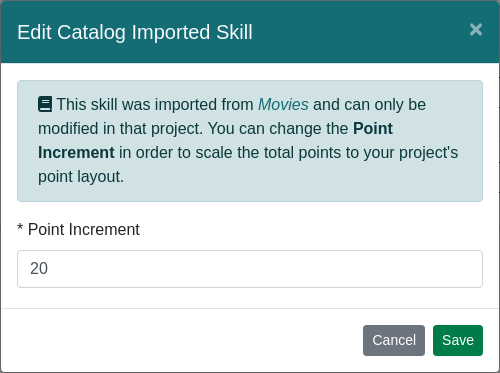 Edit Catalog Imported Skill ×
This skill was imported from Movies and can only be
modified in that project. You can change the Point
Increment in order to scale the total points to your project's
point layout.
* Point Increment
20
Cancel Save